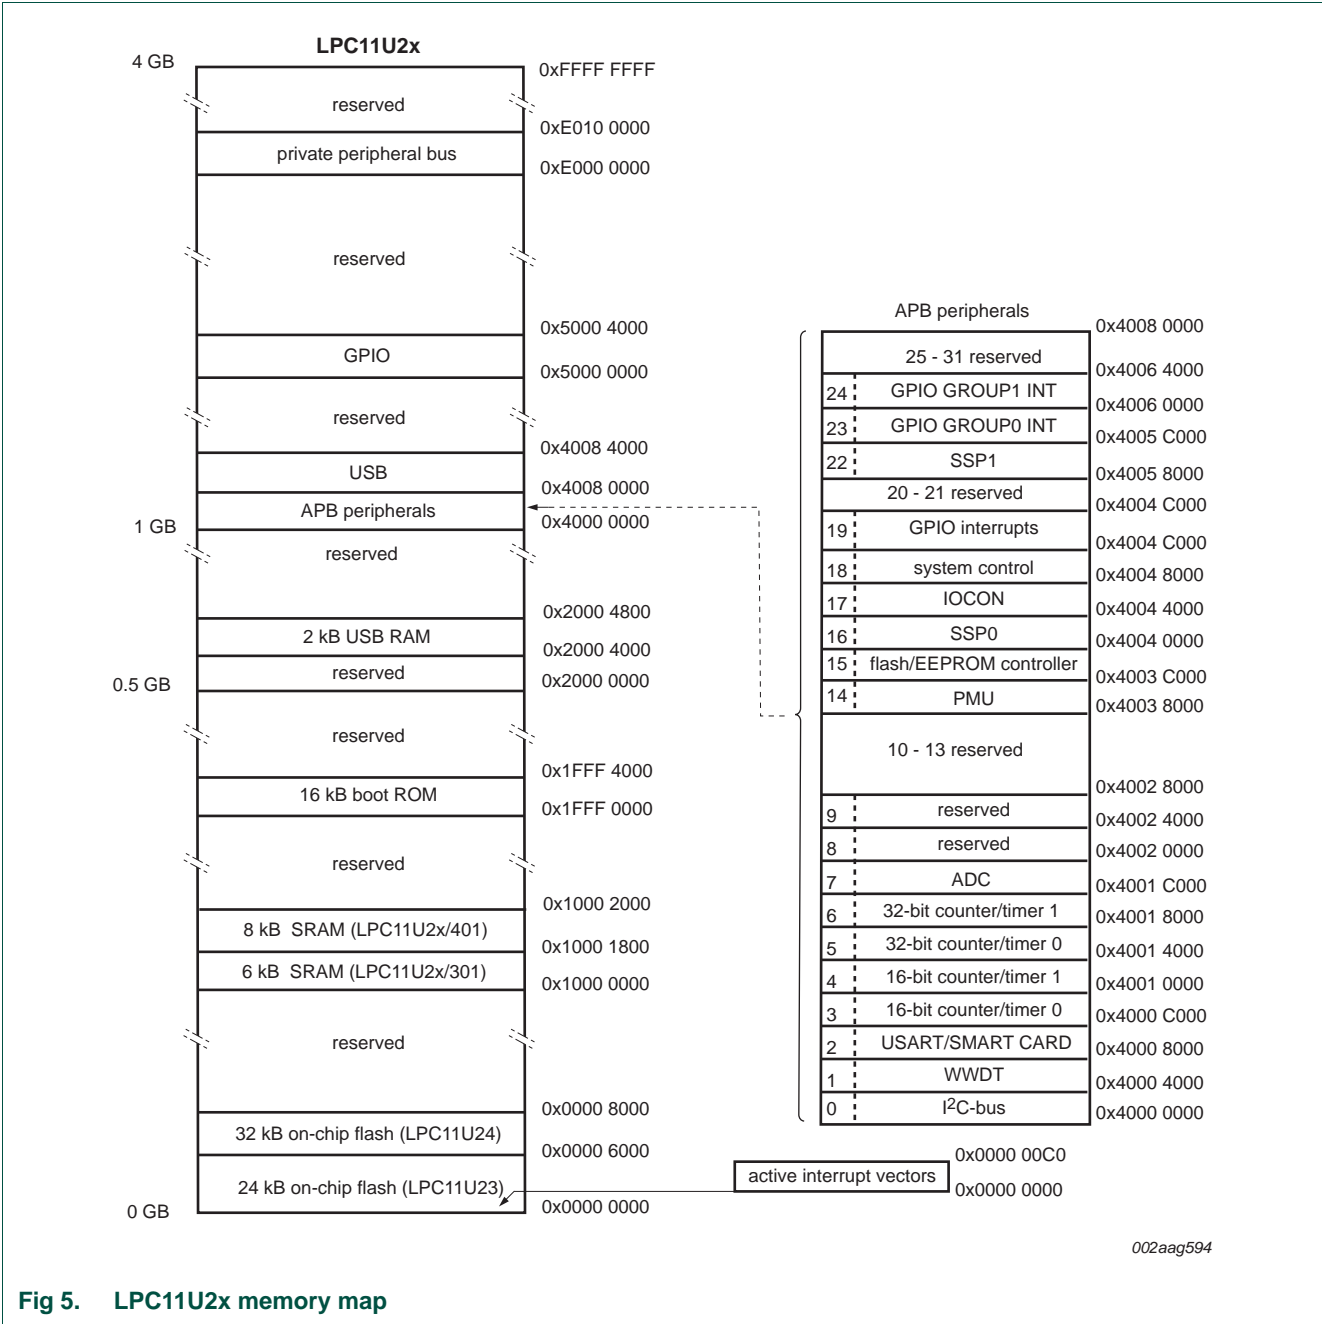 LPC11U2x
4 GB
0xFFFF FFFF
reserved
0xE010 0000
private peripheral bus
0xE000 0000
reserved
0x5000 4000
GPIO
0x5000 0000
reserved
0x4008 4000
USB
0x4008 0000
APB peripherals
1 GB
0x4000 0000
reserved
0x2000 4800
2 kB USB RAM
0x2000 4000
reserved
0.5 GB
0x2000 0000
reserved
0x1FFF 4000
16 kB boot ROM
0x1FFF 0000
reserved
0x1000 2000
8 kB SRAM (LPC11U2x/401)
0x1000 1800
6 kB SRAM (LPC11U2x/301)
0x1000 0000
reserved
0x0000 8000
32 kB on-chip flash (LPC11U24)
0x0000 6000
24 kB on-chip flash (LPC11U23)
0 GB
0x0000 0000
APB peripherals
0x4008 0000
25 - 31 reserved
0x4006 4000
24 GPIO GROUP1 INT
0x4006 0000
23 GPIO GROUP0 INT
0x4005 C000
22 SSP1
0x4005 8000
20 - 21 reserved
0x4004 C000
19 GPIO interrupts
0x4004 C000
18 system control
0x4004 8000
17 IOCON
0x4004 4000
16 SSP0
0x4004 0000
15 flash/EEPROM controller
0x4003 C000
14 PMU
0x4003 8000
10 - 13 reserved
0x4002 8000
9 reserved
0x4002 4000
8 reserved
0x4002 0000
7 ADC
0x4001 C000
6 32-bit counter/timer 1
0x4001 8000
5 32-bit counter/timer 0
0x4001 4000
4 16-bit counter/timer 1
0x4001 0000
3 16-bit counter/timer 0
0x4000 C000
2 USART/SMART CARD
0x4000 8000
1 WWDT
0x4000 4000
0 I2C-bus
0x4000 0000
0x0000 00C0
active interrupt vectors
0x0000 0000
002aag594
Fig 5. LPC11U2x memory map